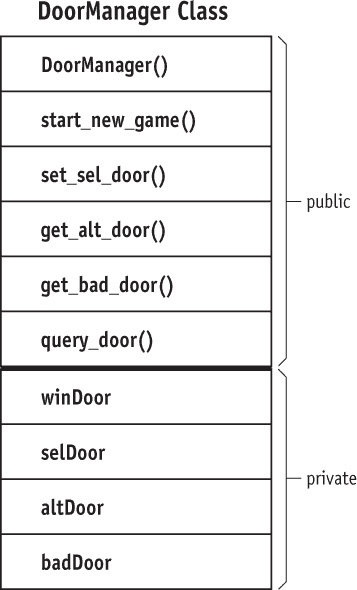 DoorManager Class
DoorManager()
start_new_game()
set_sel_door()
get_alt_door()
get_bad_door()
query_door()
public
winDoor
selDoor
altDoor
badDoor
private